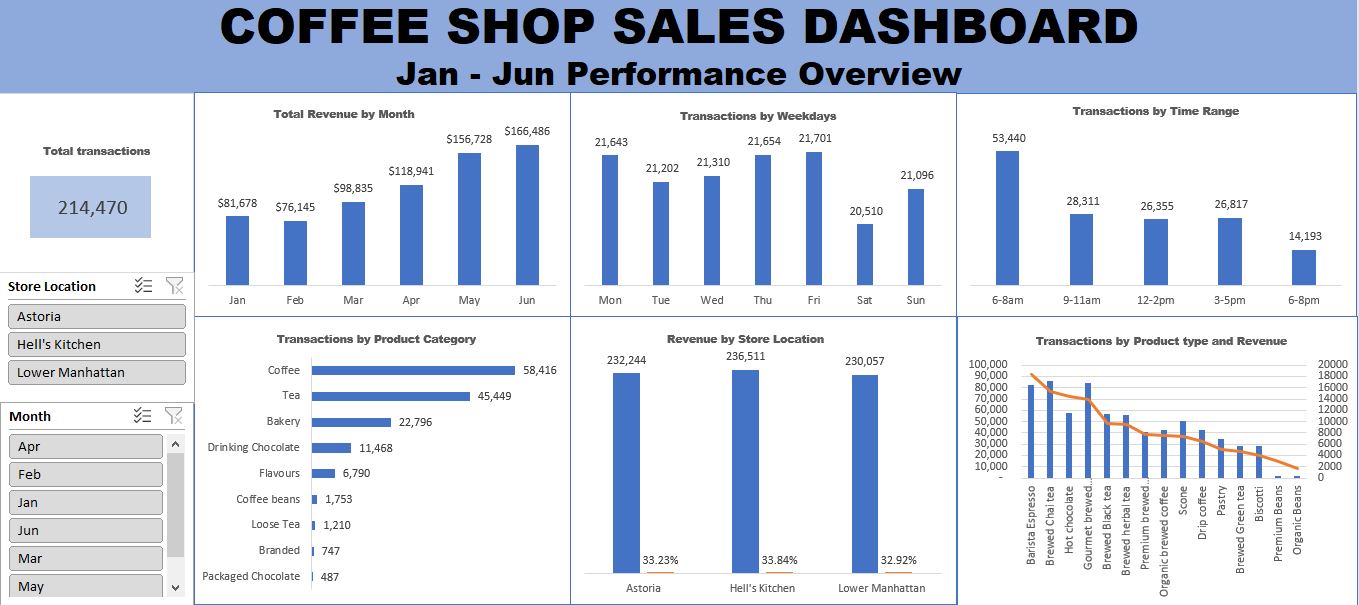 COFFEE SHOP SALES DASHBOARD
Jan - Jun Performance Overview
Total transactions
214,470
Store Location
Astoria
Hell's Kitchen
Lower Manhattan
Month
Apr
Feb
Jan
Jun
Mar
May
Total Revenue by Month
$81,678
$76,145
$98,835
$118,941
$156,728
$166,486
Jan Feb Mar Apr May Jun
Transactions by Weekdays
21,643
21,202
21,310
21,654
21,701
20,510
21,096
Mon Tue Wed Thu Fri Sat Sun
Transactions by Time Range
53,440
28,311
26,355
26,817
14,193
6-8am 9-11am 12-2pm 3-5pm 6-8pm
Transactions by Product Category
Coffee 58,416
Tea 45,449
Bakery 22,796
Drinking Chocolate 11,468
Flavours 6,790
Coffee beans 1,753
Loose Tea 1,210
Branded 747
Packaged Chocolate 487
Revenue by Store Location
232,244
236,511
230,057
33.23% 33.84% 32.92%
Astoria Hell's Kitchen Lower Manhattan
Transactions by Product type and Revenue
100,000 20000
90,000 18000
80,000 16000
70,000 14000
60,000 12000
50,000 10000
40,000 8000
30,000 6000
20,000 4000
10,000 2000
- 0
Barista Espresso
Brewed Chai tea
Hot chocolate
Gourmet brewed...
Brewed Black tea
Brewed herbal tea
Premium brewed...
Organic brewed coffee
Scone
Drip coffee
Pastry
Brewed Green tea
Biscotti
Premium Beans
Organic Beans